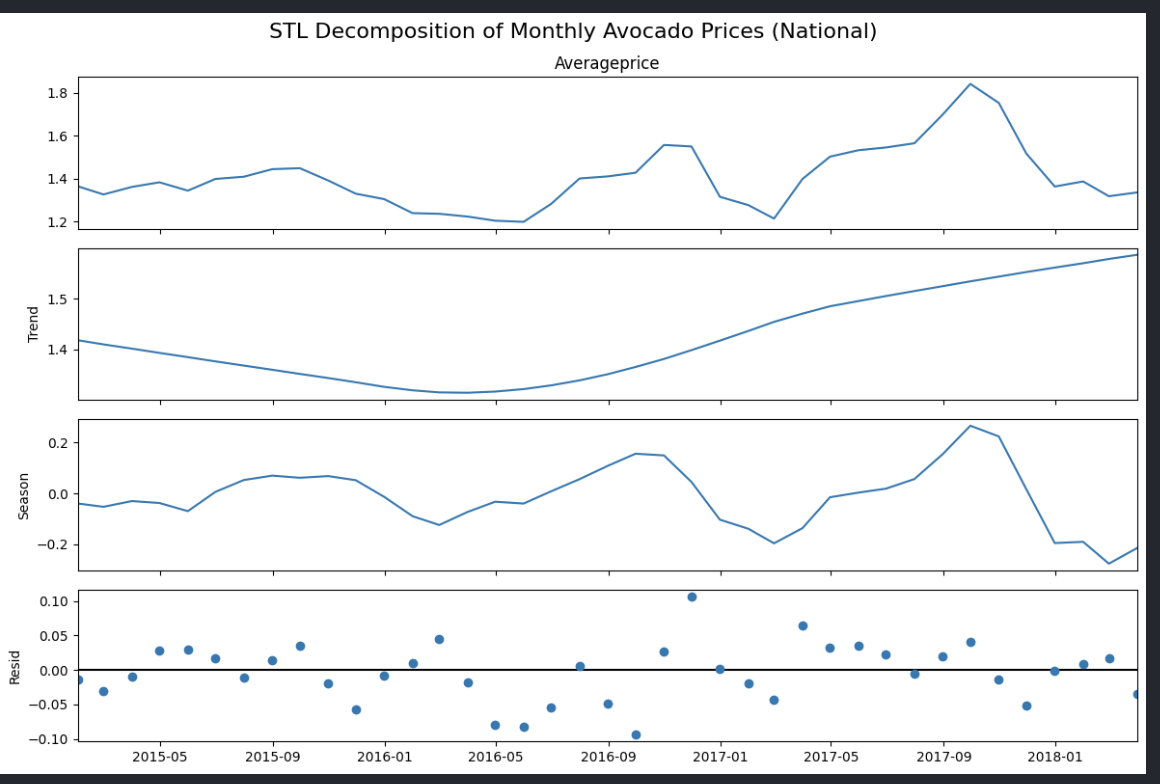 STL Decomposition of Monthly Avocado Prices (National)
Averageprice
1.8
1.6
1.4
1.2
Trend
1.5
1.4
Season
0.2
0.0
−0.2
Resid
0.10
0.05
0.00
−0.05
−0.10
2015-05 2015-09 2016-01 2016-05 2016-09 2017-01 2017-05 2017-09 2018-01